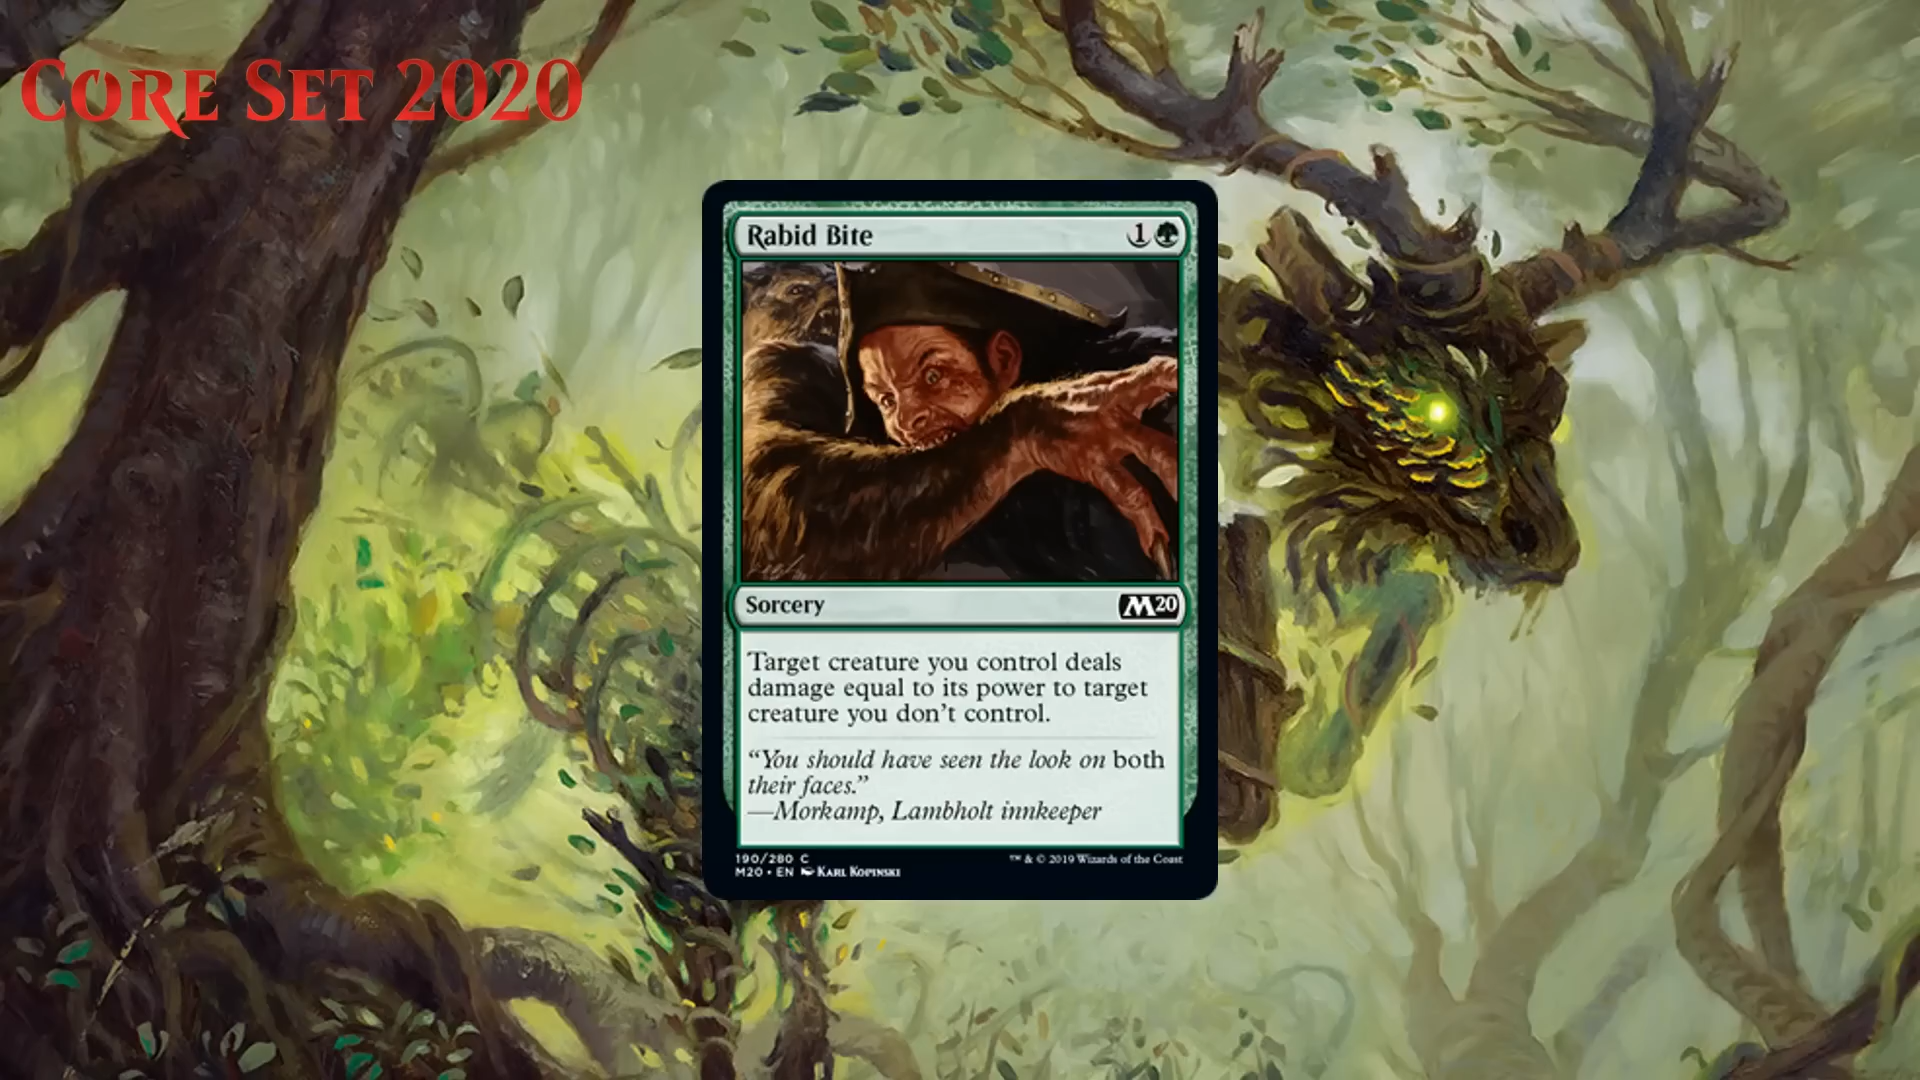 Core Set 2020
Rabid Bite
1
Sorcery
M20
Target creature you control deals
damage equal to its power to target
creature you don't control.
“You should have seen the look on both
their faces.”
—Morkamp, Lambholt innkeeper
190/280 C
™ & © 2019 Wizards of the Coast
M20 • EN Karl Kopinski